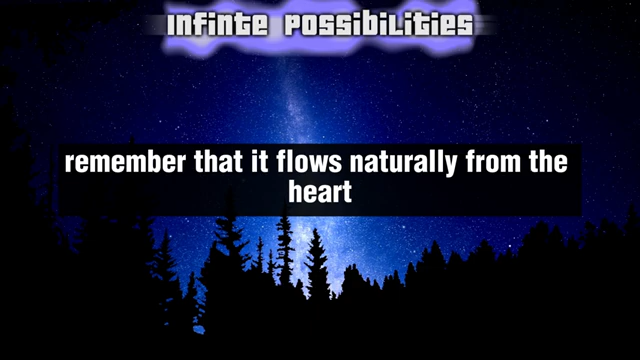 Infinte Possibilities
remember that it flows naturally from the
heart